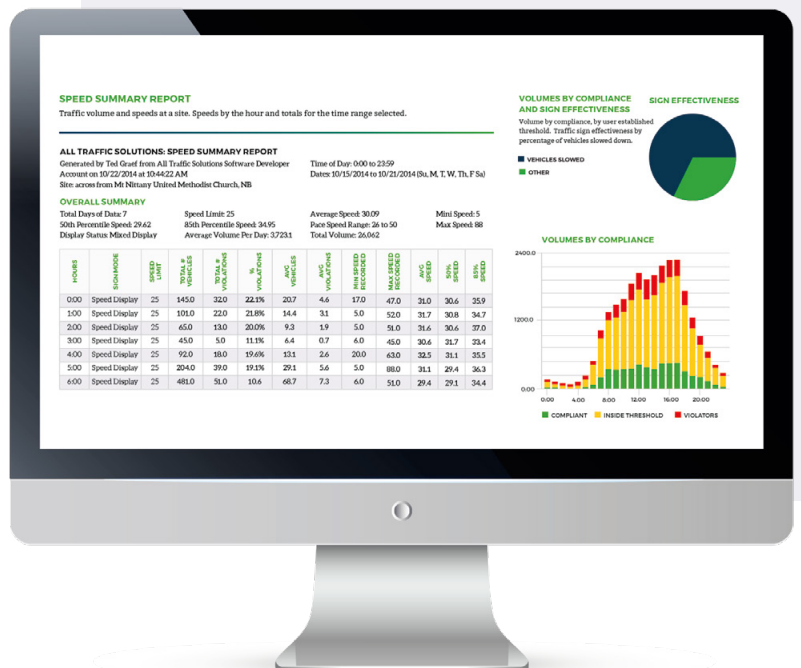 SPEED SUMMARY REPORT
Traffic volume and speeds at a site. Speeds by the hour and totals for the time range selected.
ALL TRAFFIC SOLUTIONS: SPEED SUMMARY REPORT
Generated by Ted Graef from All Traffic Solutions Software Developer
Account on 10/22/2014 at 10:44:22 AM
Site: across from Mt Nittany United Methodist Church, NB
Time of Day: 0:00 to 23:59
Dates: 10/15/2014 to 10/21/2014 (Su, M, T, W, Th, F Sa)
OVERALL SUMMARY
Total Days of Data: 7 Speed Limit: 25 Average Speed: 30.09 Mini Speed: 5
50th Percentile Speed: 29.62 85th Percentile Speed: 34.95 Pace Speed Range: 26 to 50 Max Speed: 88
Display Status: Mixed Display Average Volume Per Day: 3,723.1 Total Volume: 26,062
HOURS SIGN MODE SPEED LIMIT TOTAL # VEHICLES TOTAL # VIOLATIONS % VIOLATIONS AVG VEHICLES AVG VIOLATIONS MIN SPEED RECORDED MAX SPEED RECORDED AVG SPEED 50% SPEED 85% SPEED
0:00 Speed Display 25 145.0 32.0 22.1% 20.7 4.6 17.0 47.0 31.0 30.6 35.9
1:00 Speed Display 25 101.0 22.0 21.8% 14.4 3.1 5.0 52.0 31.7 30.8 34.7
2:00 Speed Display 25 65.0 13.0 20.0% 9.3 1.9 5.0 51.0 31.6 30.6 37.0
3:00 Speed Display 25 45.0 5.0 11.1% 6.4 0.7 6.0 45.0 30.6 31.7 33.4
4:00 Speed Display 25 92.0 18.0 19.6% 13.1 2.6 20.0 63.0 32.5 31.1 35.5
5:00 Speed Display 25 204.0 39.0 19.1% 29.1 5.6 5.0 88.0 31.1 29.4 36.3
6:00 Speed Display 25 481.0 51.0 10.6 68.7 7.3 6.0 51.0 29.4 29.1 34.4
VOLUMES BY COMPLIANCE
AND SIGN EFFECTIVENESS
Volume by compliance, by user established
threshold. Traffic sign effectiveness by
percentage of vehicles slowed down.
VEHICLES SLOWED
OTHER
SIGN EFFECTIVENESS
VOLUMES BY COMPLIANCE
2400.0
1200.0
0.00
0.00 4.00 8:00 12:00 16:00 20:00
COMPLIANT INSIDE THRESHOLD VIOLATORS